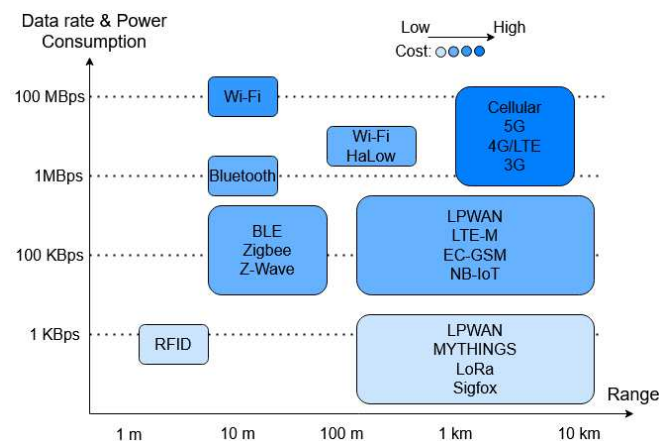 Data rate & Power
Consumption
Low High
Cost:
100 MBps
Wi-Fi
Cellular
5G
4G/LTE
3G
Wi-Fi
HaLow
1MBps
Bluetooth
BLE
Zigbee
Z-Wave
LPWAN
LTE-M
EC-GSM
NB-IoT
100 KBps
1 KBps
RFID
LPWAN
MYTHINGS
LoRa
Sigfox
Range
1 m 10 m 100 m 1 km 10 km